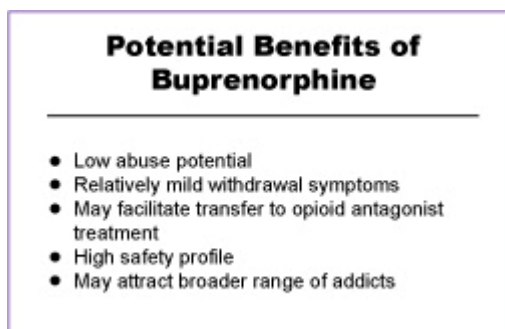 Potential Benefits of
Buprenorphine
● Low abuse potential
● Relatively mild withdrawal symptoms
● May facilitate transfer to opioid antagonist
treatment
● High safety profile
● May attract broader range of addicts